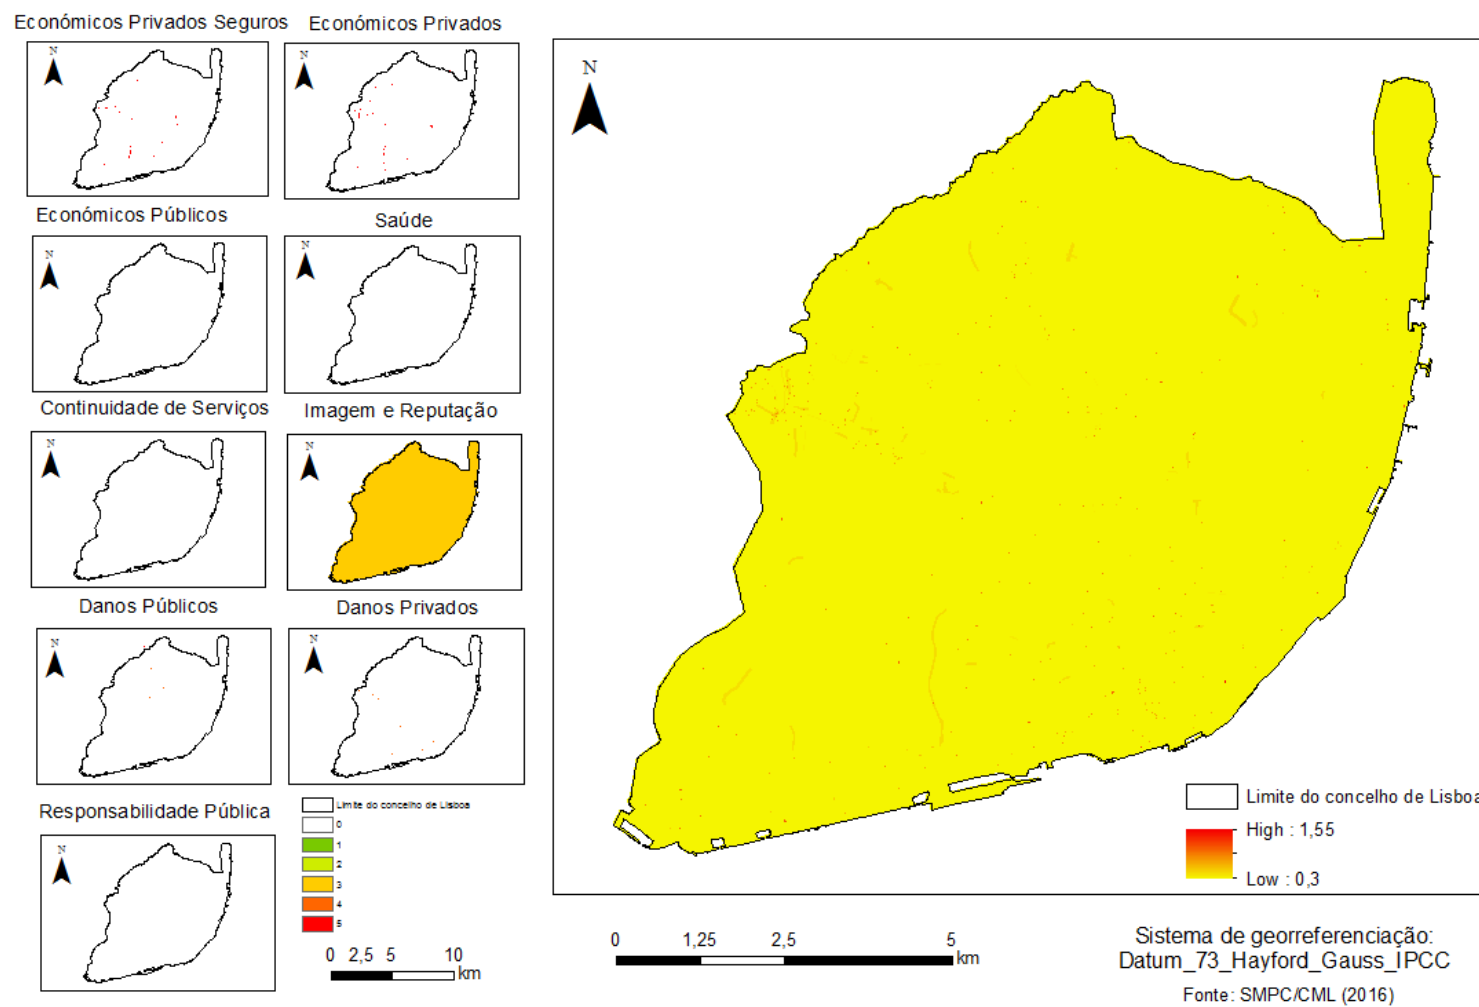 Económicos Privados Seguros
Económicos Privados
N
N
Económicos Públicos
Saúde
N
N
Continuidade de Serviços
Imagem e Reputação
N
N
Danos Públicos
Danos Privados
N
N
Responsabilidade Pública
N
Limite do concelho de Lisboa
0
1
2
3
4
5
0 2,5 5 10
km
N
Limite do concelho de Lisboa
High : 1,55
Low : 0,3
0 1,25 2,5 5
km
Sistema de georreferenciação:
Datum_73_Hayford_Gauss_IPCC
Fonte: SMPC/CML (2016)